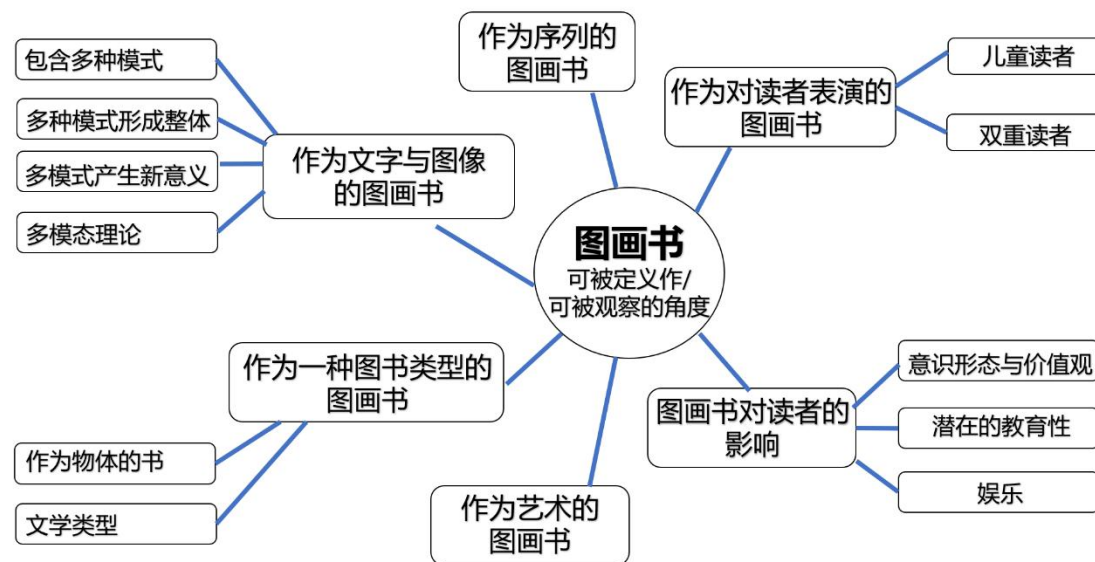 作为序列的
图画书
作为对读者表演的
图画书
儿童读者
双重读者
包含多种模式
多种模式形成整体
多模式产生新意义
多模态理论
作为文字与图像
的图画书
图画书
可被定义作/
可被观察的角度
作为一种图书类型的
图画书
作为物体的书
文学类型
作为艺术的
图画书
图画书对读者的
影响
意识形态与价值观
潜在的教育性
娱乐